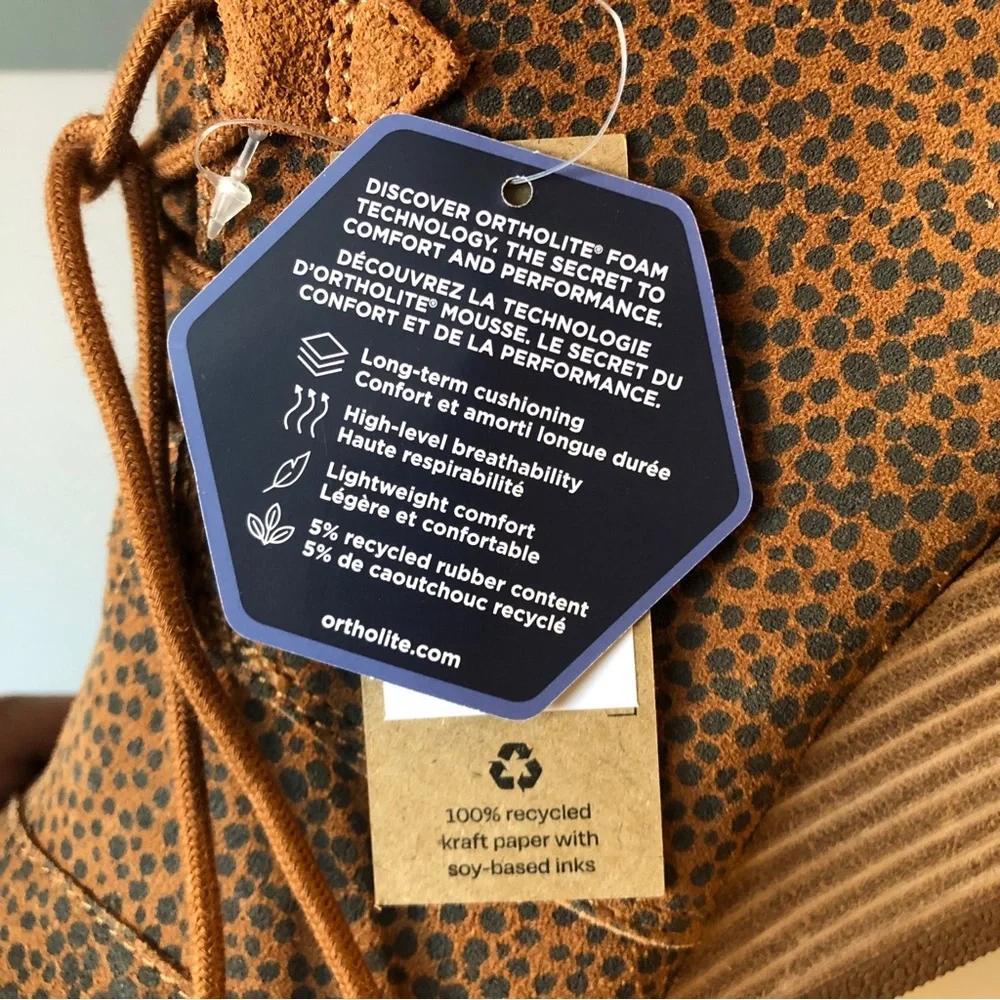 DISCOVER ORTHOLITE® FOAM
TECHNOLOGY. THE SECRET TO
COMFORT AND PERFORMANCE.
DÉCOUVREZ LA TECHNOLOGIE
D'ORTHOLITE® MOUSSE. LE SECRET DU
CONFORT ET DE LA PERFORMANCE.
Long-term cushioning
Confort et amorti longue durée
High-level breathability
Haute respirabilité
Lightweight comfort
Légère et confortable
5% recycled rubber content
5% de caoutchouc recyclé
ortholite.com
100% recycled
kraft paper with
soy-based inks